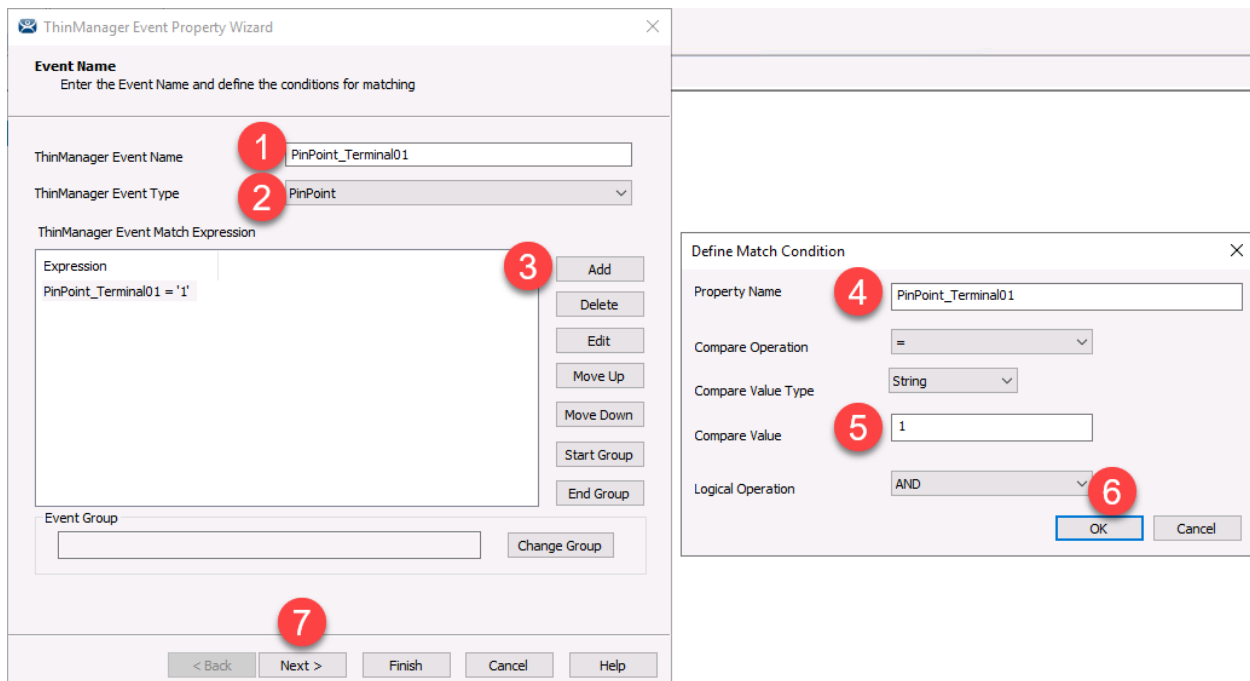 ThinManager Event Property Wizard
Event Name
Enter the Event Name and define the conditions for matching
ThinManager Event Name
1
PinPoint_Terminal01
ThinManager Event Type
2
PinPoint
ThinManager Event Match Expression
Expression
PinPoint_Terminal01 = '1'
3
Add
Delete
Edit
Move Up
Move Down
Start Group
End Group
Event Group
Change Group
7
< Back
Next >
Finish
Cancel
Help
Define Match Condition
Property Name
4
PinPoint_Terminal01
Compare Operation
=
Compare Value Type
String
Compare Value
5
1
Logical Operation
AND
6
OK
Cancel